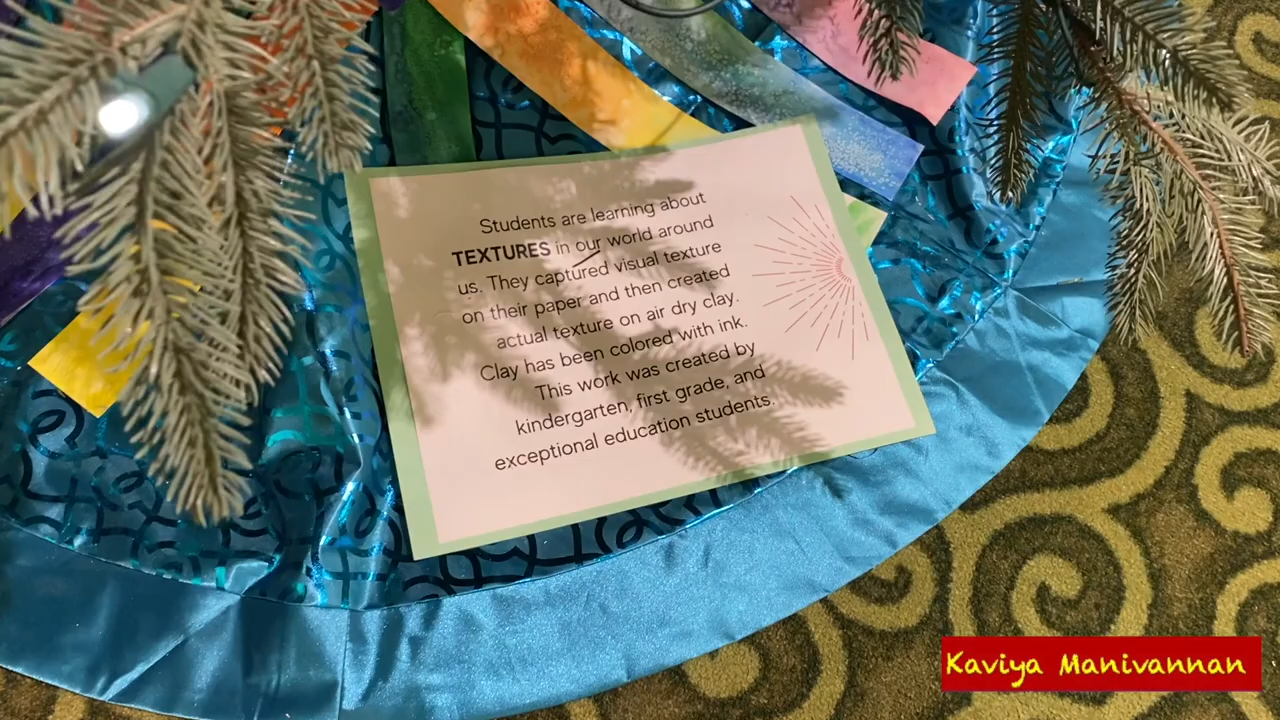 Students are learning about
TEXTURES in our world around
us. They captured visual texture
on their paper and then created
actual texture on air dry clay.
Clay has been colored with ink.
This work was created by
kindergarten, first grade, and
exceptional education students.
Kaviya Manivannan